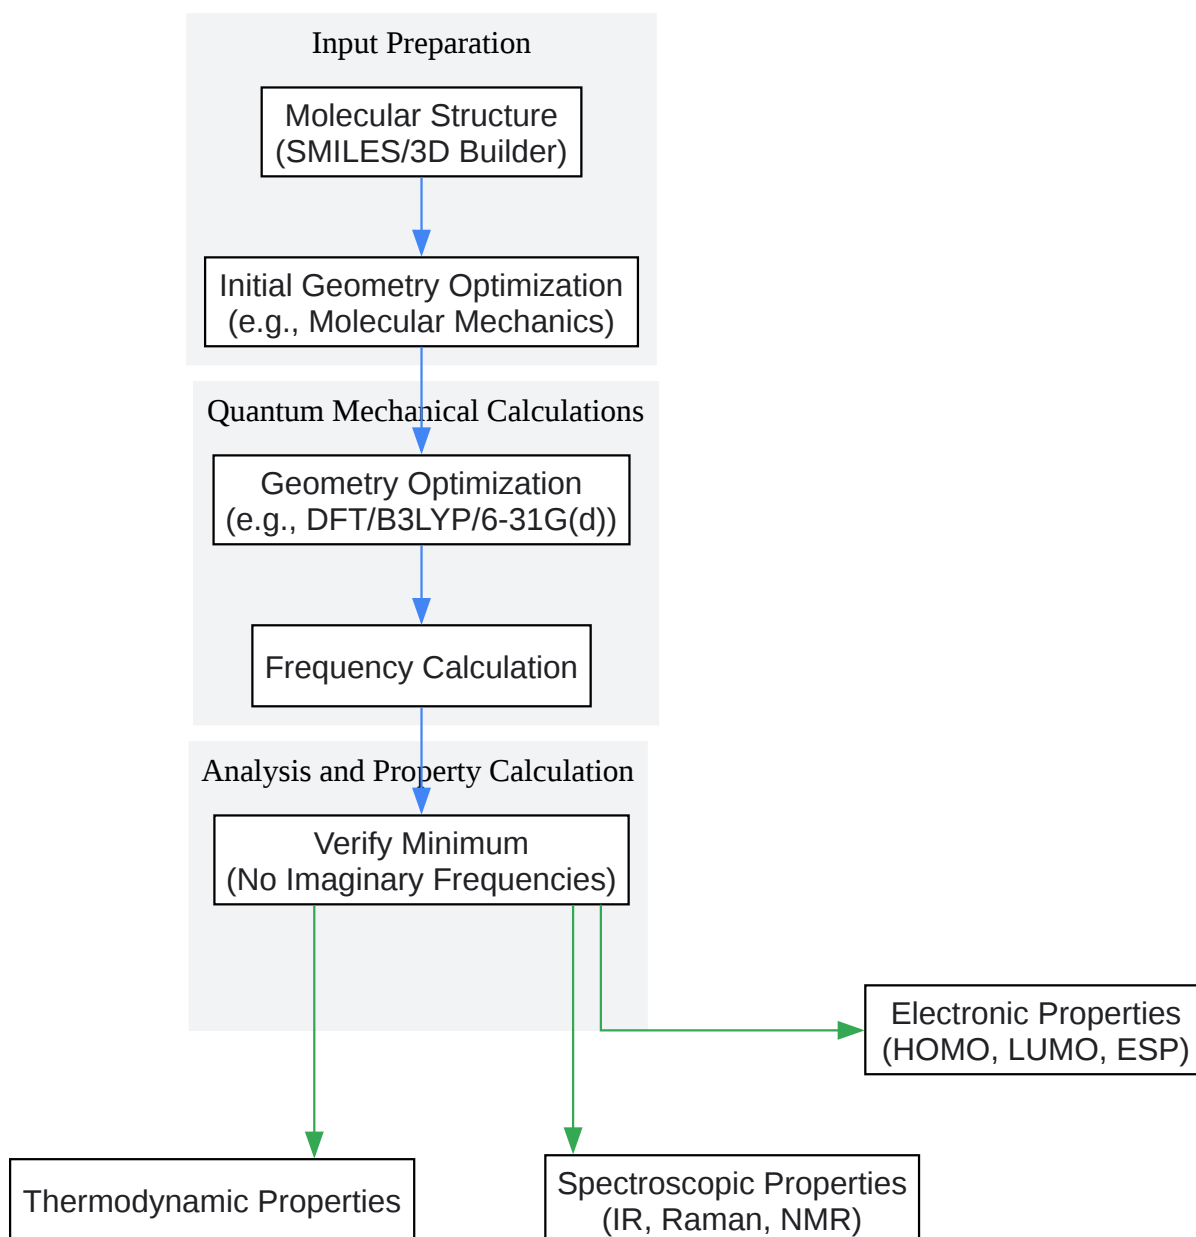 Input Preparation
Molecular Structure
(SMILES/3D Builder)
Initial Geometry Optimization
(e.g., Molecular Mechanics)
Quantum Mechanical Calculations
Geometry Optimization
(e.g., DFT/B3LYP/6-31G(d))
Frequency Calculation
Analysis and Property Calculation
Verify Minimum
(No Imaginary Frequencies)
Electronic Properties
(HOMO, LUMO, ESP)
Thermodynamic Properties
Spectroscopic Properties
(IR, Raman, NMR)